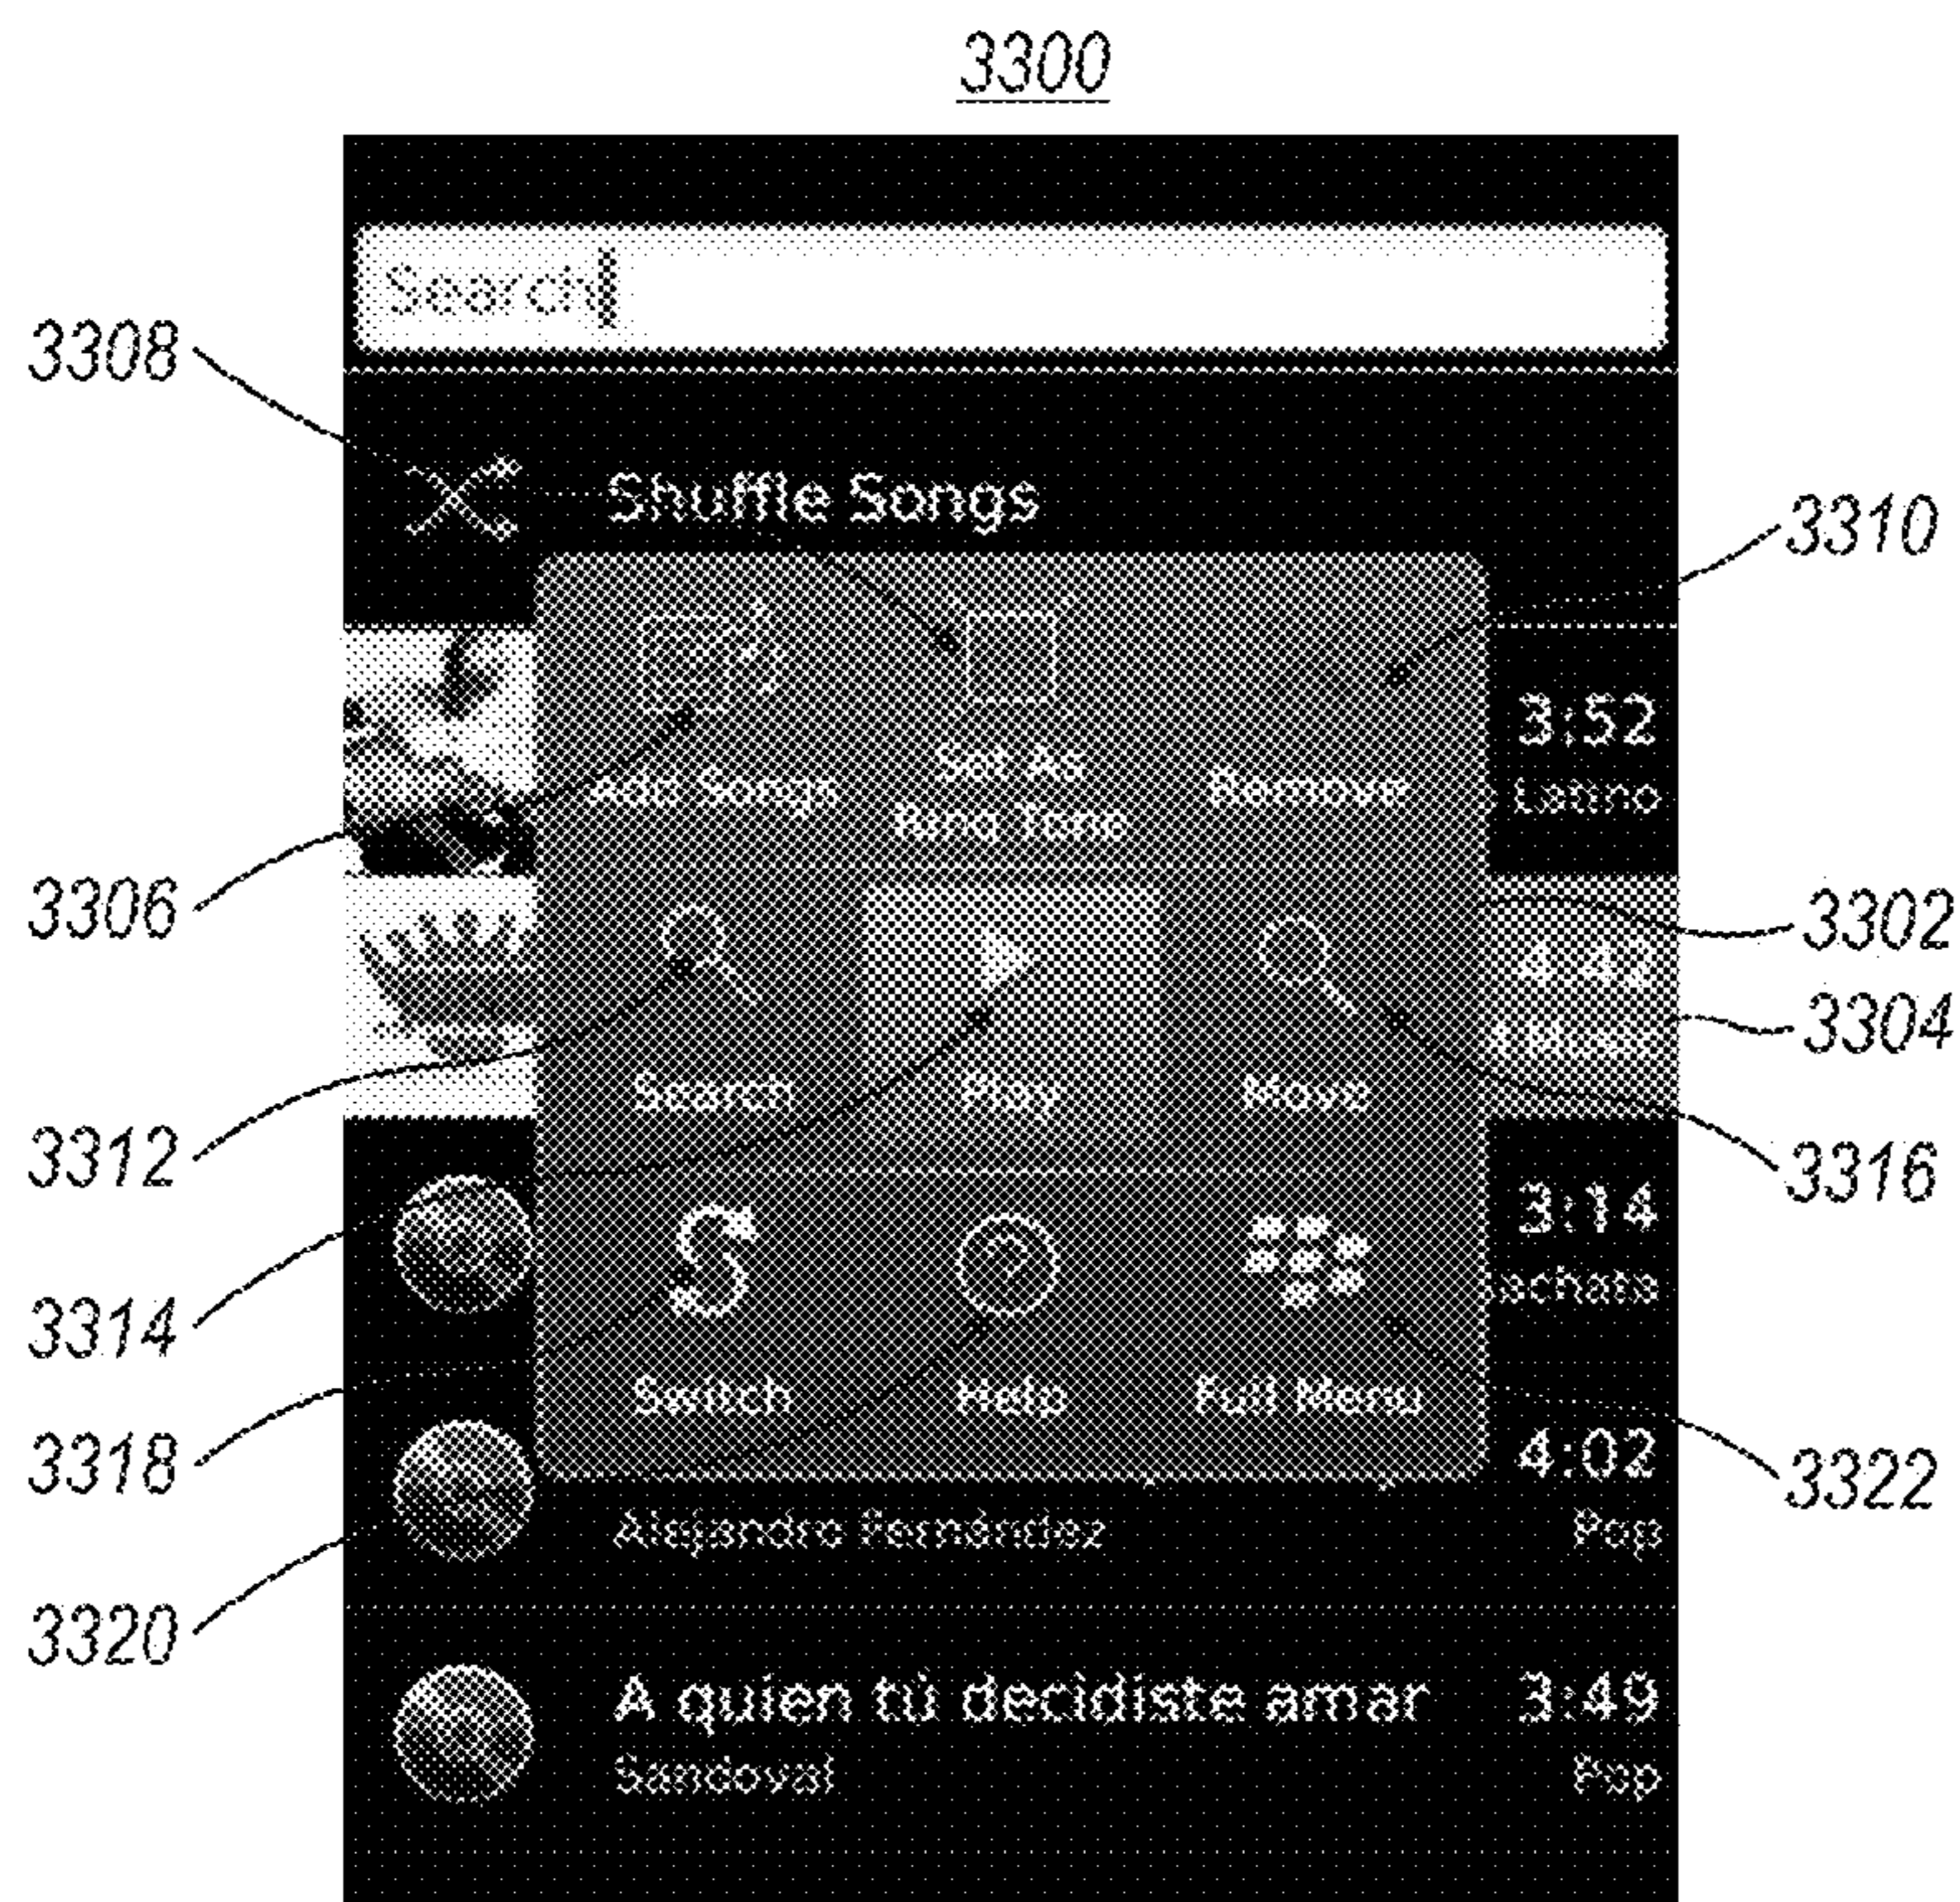 3300
Search
3308
Shuffle Songs
3310
3:52
Latino
Add Songs
Set As
Ring Tone
Remove
3306
3302
3304
Search
Play
Move
3312
3316
3:14
3314
Switch
Help
Full Menu
3318
4:02
3322
Alejandro Fernández
Pop
3320
A quien tú decidiste amar
3:49
Sandoval
Pop